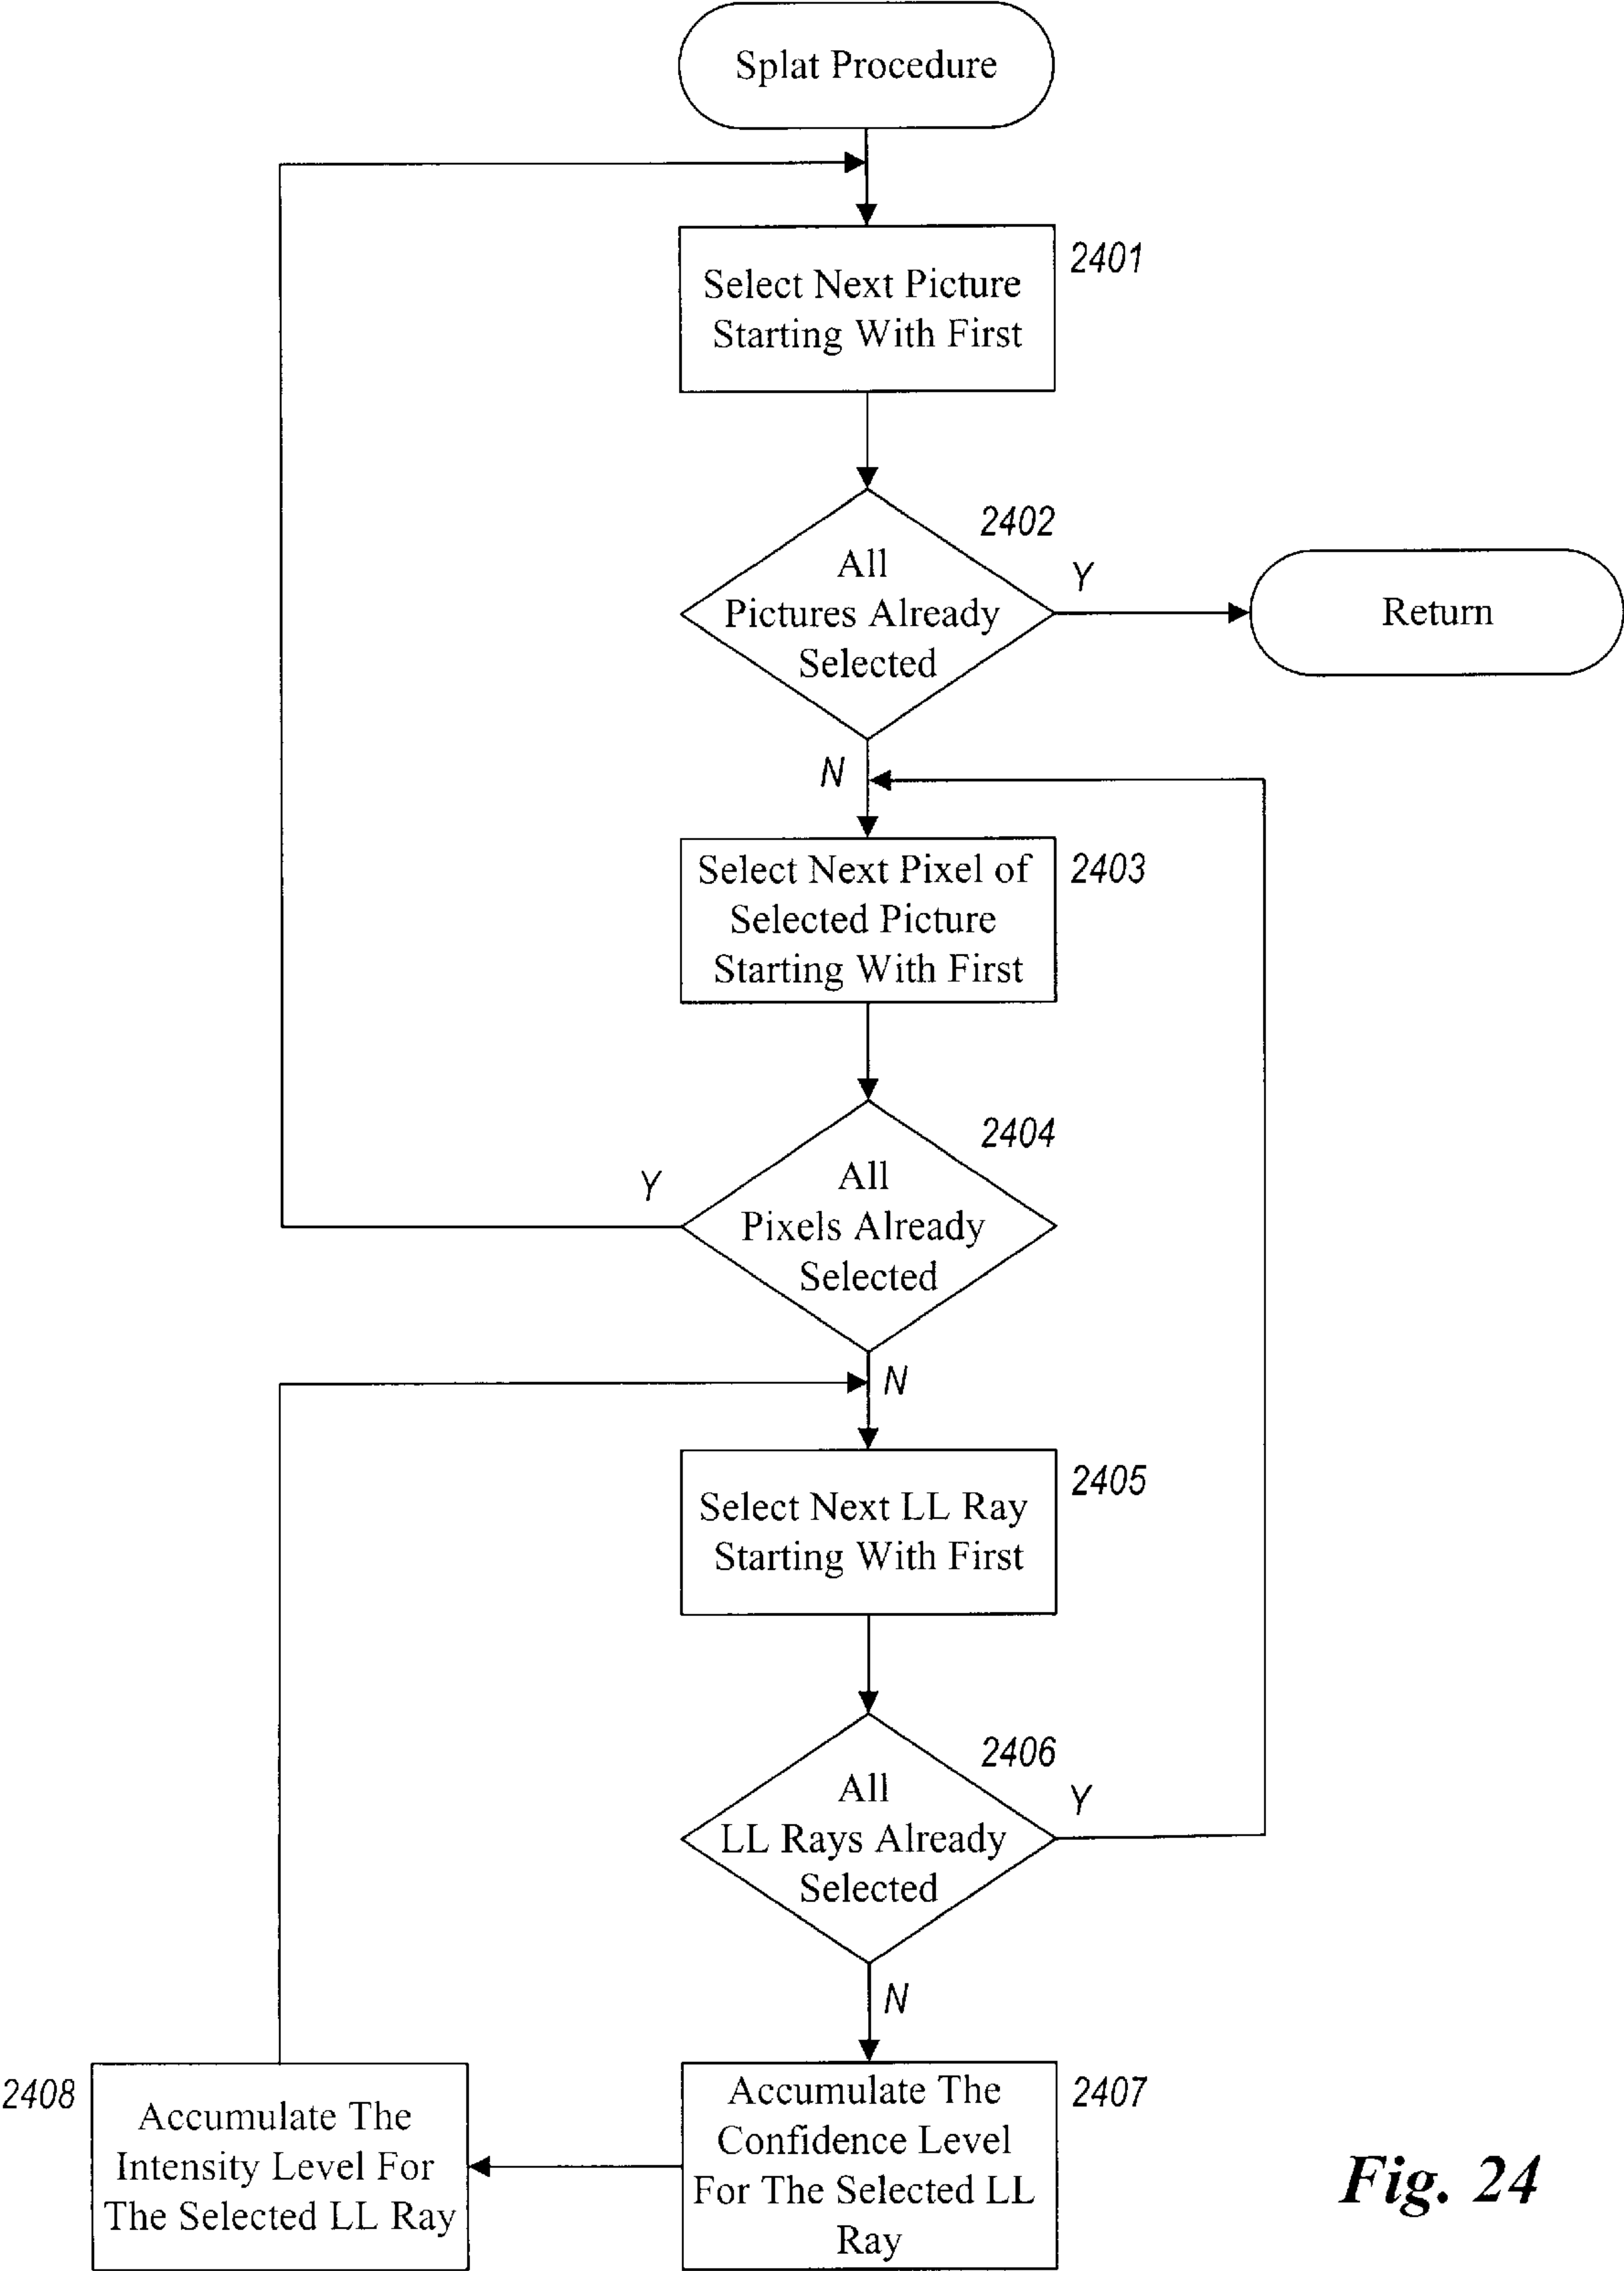 Splat Procedure
2401
Select Next Picture
Starting With First
2402
All
Pictures Already
Selected
Y
Return
N
Select Next Pixel of
Selected Picture
Starting With First
2403
2404
All
Pixels Already
Selected
Y
N
Select Next LL Ray
Starting With First
2405
2406
All
LL Rays Already
Selected
Y
N
Accumulate The
Confidence Level
For The Selected LL
Ray
2407
2408
Accumulate The
Intensity Level For
The Selected LL Ray
Fig. 24